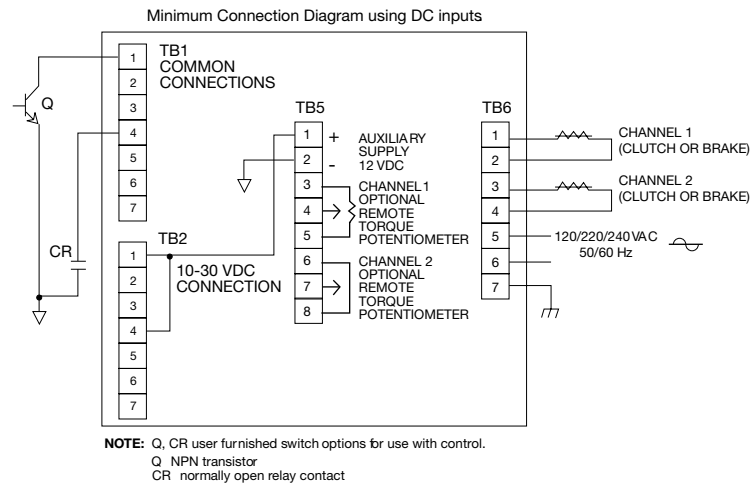 Minimum Connection Diagram using DC inputs
TB1
COMMON
CONNECTIONS
1
2
3
4
5
6
7
Q
CR
TB2
10-30 VDC
CONNECTION
1
2
3
4
5
6
7
TB5
1
2
3
4
5
6
7
8
+
-
AUXILIARY
SUPPLY
12 VDC
CHANNEL1
OPTIONAL
REMOTE
TORQUE
POTENTIOMETER
CHANNEL 2
OPTIONAL
REMOTE
TORQUE
POTENTIOMETER
TB6
1
2
3
4
5
6
7
CHANNEL 1
(CLUTCH OR BRAKE)
CHANNEL 2
(CLUTCH OR BRAKE)
120/220/240 VAC
50/60 Hz
NOTE: Q, CR user furnished switch options for use with control.
Q NPN transistor
CR normally open relay contact